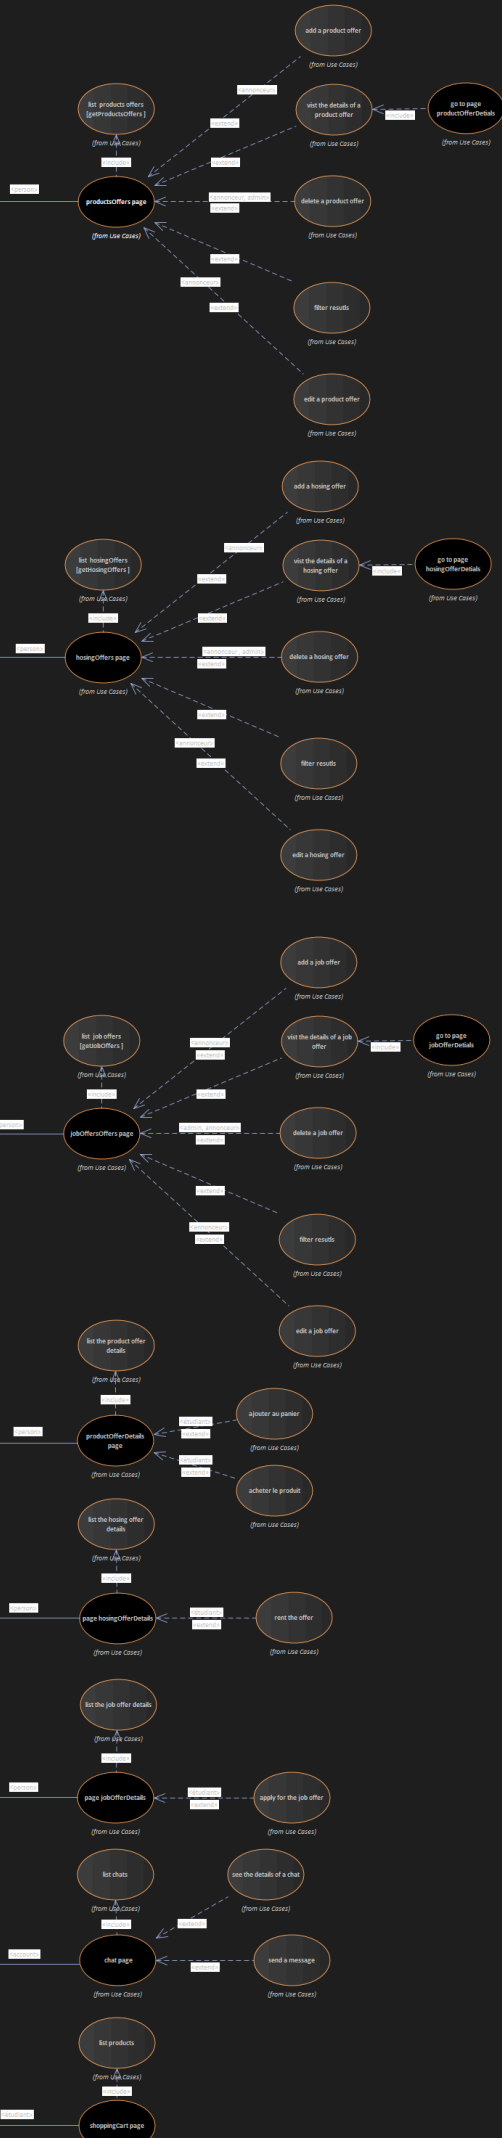 add a product offer
(from Use Cases)
<annonceur>
list products offers
[getProductsOffers ]
(from Use Cases)
vist the details of a
product offer
(from Use Cases)
go to page
productOfferDetials
(from Use Cases)
<include>
<extend>
<include>
<extend>
<person>
productsOffers page
(from Use Cases)
<annonceur, admin>
<extend>
delete a product offer
(from Use Cases)
<extend>
<annonceur>
<extend>
filter resutls
(from Use Cases)
edit a product offer
(from Use Cases)
add a hosing offer
(from Use Cases)
<annonceur>
list hosingOffers
[getHosingOffers ]
(from Use Cases)
vist the details of a
hosing offer
(from Use Cases)
go to page
hosingOfferDetials
(from Use Cases)
<include>
<extend>
<include>
<extend>
<person>
hosingOffers page
(from Use Cases)
<annonceur , admin>
<extend>
delete a hosing offer
(from Use Cases)
<extend>
<annonceur>
<extend>
filter resutls
(from Use Cases)
edit a hosing offer
(from Use Cases)
add a job offer
(from Use Cases)
list job offers
[getJobOffers ]
(from Use Cases)
<annonceur>
<extend>
vist the details of a job
offer
(from Use Cases)
go to page
jobOfferDetials
(from Use Cases)
<include>
<include>
<extend>
person>
jobOffersOffers page
(from Use Cases)
<admin, annonceur>
<extend>
delete a job offer
(from Use Cases)
<extend>
<annonceur>
<extend>
filter resutls
(from Use Cases)
edit a job offer
(from Use Cases)
list the product offer
details
(from Use Cases)
<include>
<person>
productOfferDetails
page
(from Use Cases)
<étudiant>
<extend>
ajouter au panier
(from Use Cases)
<étudiant>
<extend>
acheter le produit
(from Use Cases)
list the hosing offer
details
(from Use Cases)
<include>
<person>
page hosingOfferDetails
(from Use Cases)
<étudiant>
<extend>
rent the offer
(from Use Cases)
list the job offer details
(from Use Cases)
<include>
<person>
page jobOfferDetails
(from Use Cases)
<étudiant>
<extend>
apply for the job offer
(from Use Cases)
list chats
(from Use Cases)
see the details of a chat
(from Use Cases)
<include>
<extend>
<account>
chat page
(from Use Cases)
<extend>
send a message
(from Use Cases)
list products
(from Use Cases)
<include>
<étudiant>
shoppingCart page